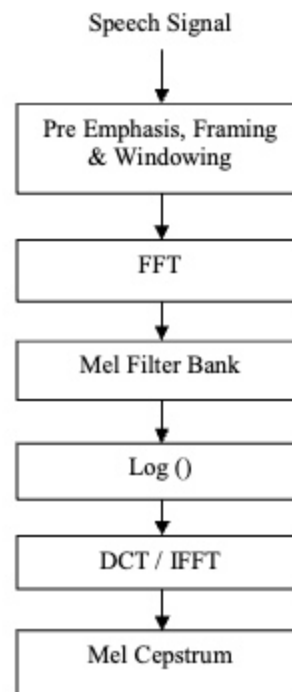 Speech Signal
Pre Emphasis, Framing
& Windowing
FFT
Mel Filter Bank
Log ()
DCT / IFFT
Mel Cepstrum